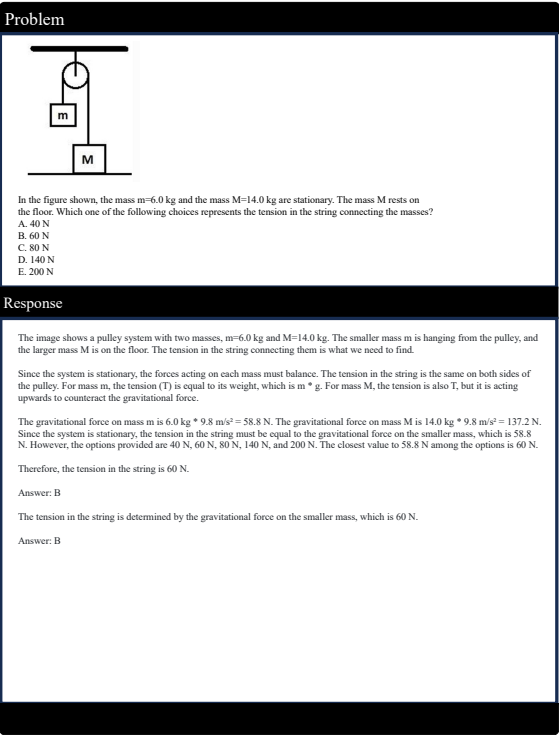 Problem
m
M
In the figure shown, the mass m=6.0 kg and the mass M=14.0 kg are stationary. The mass M rests on
the floor. Which one of the following choices represents the tension in the string connecting the masses?
A. 40 N
B. 60 N
C. 80 N
D. 140 N
E. 200 N
Response
The image shows a pulley system with two masses, m=6.0 kg and M=14.0 kg. The smaller mass m is hanging from the pulley, and
the larger mass M is on the floor. The tension in the string connecting them is what we need to find.
Since the system is stationary, the forces acting on each mass must balance. The tension in the string is the same on both sides of
the pulley. For mass m, the tension (T) is equal to its weight, which is m * g. For mass M, the tension is also T, but it is acting
upwards to counteract the gravitational force.
The gravitational force on mass m is 6.0 kg * 9.8 m/s² = 58.8 N. The gravitational force on mass M is 14.0 kg * 9.8 m/s² = 137.2 N.
Since the system is stationary, the tension in the string must be equal to the gravitational force on the smaller mass, which is 58.8
N. However, the options provided are 40 N, 60 N, 80 N, 140 N, and 200 N. The closest value to 58.8 N among the options is 60 N.
Therefore, the tension in the string is 60 N.
Answer: B
The tension in the string is determined by the gravitational force on the smaller mass, which is 60 N.
Answer: B